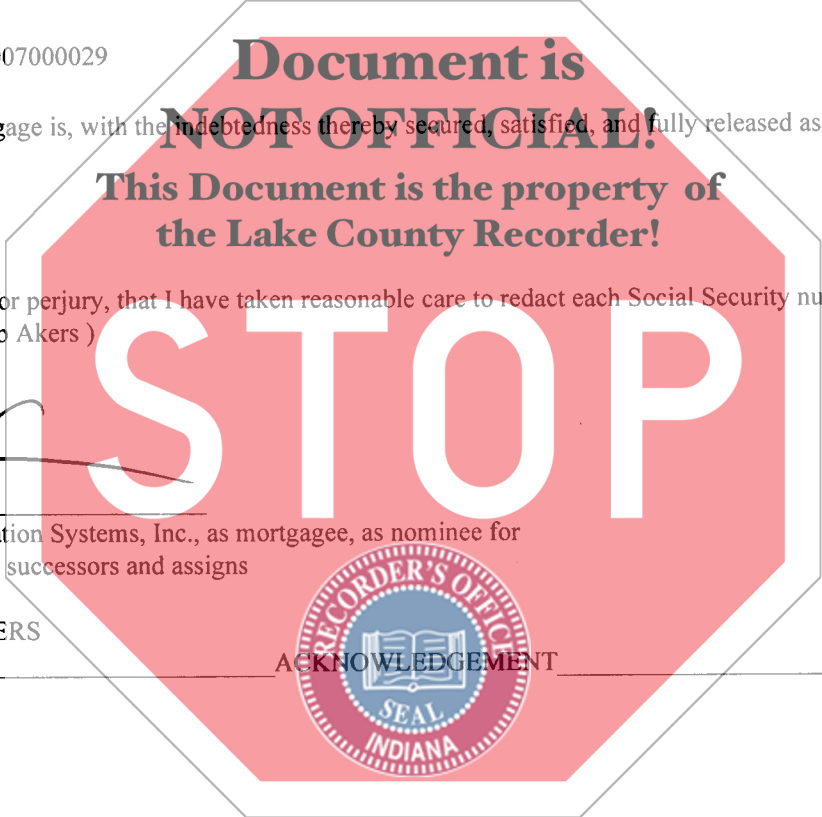 07000029
Document is
NOT OFFICIAL!
gage is, with the indebtedness thereby secured, satisfied, and fully released as
This Document is the property of
the Lake County Recorder!
or perjury, that I have taken reasonable care to redact each Social Security nu
o Akers )
STOP
tion Systems, Inc., as mortgagee, as nominee for
successors and assigns
RECORDER'S OFFICE
ERS
ACKNOWLEDGEMENT
SEAL
INDIANA